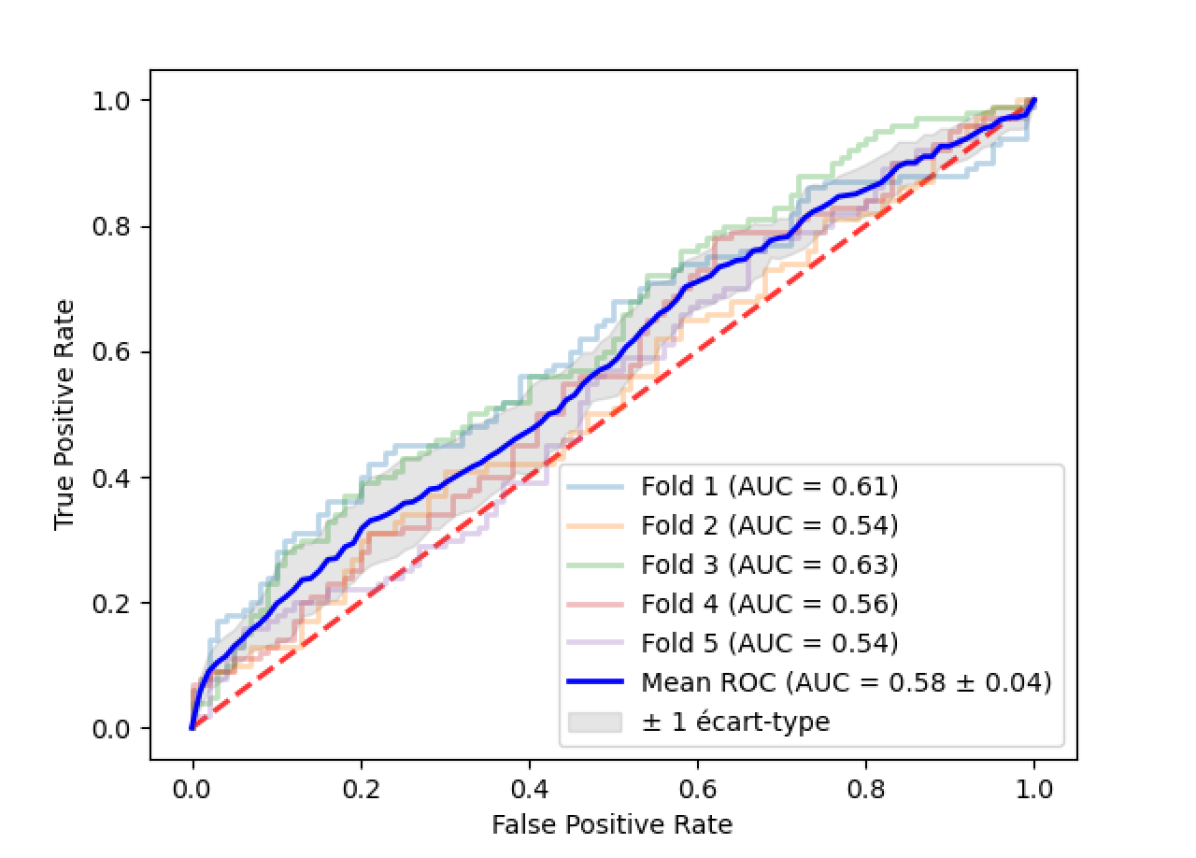 1.0
0.8
0.6
0.4
0.2
0.0
True Positive Rate
0.0 0.2 0.4 0.6 0.8 1.0
False Positive Rate
Fold 1 (AUC = 0.61)
Fold 2 (AUC = 0.54)
Fold 3 (AUC = 0.63)
Fold 4 (AUC = 0.56)
Fold 5 (AUC = 0.54)
Mean ROC (AUC = 0.58 ± 0.04)
± 1 écart-type